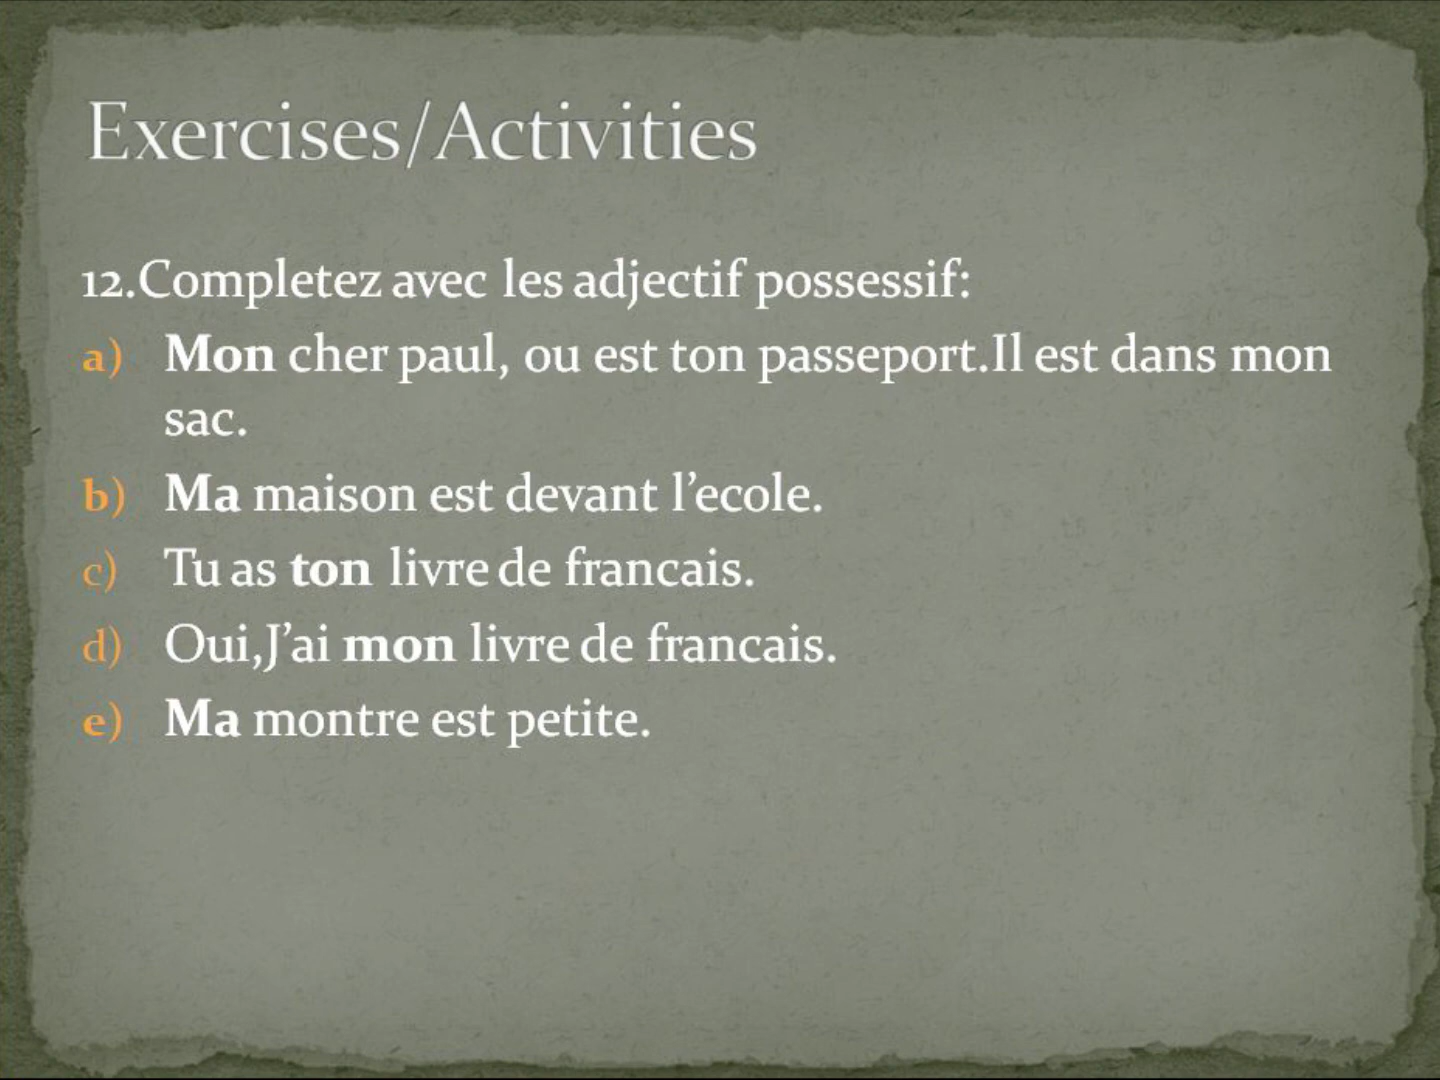 Exercises/Activities
12.Completez avec les adjectif possessif:
a) Mon cher paul, ou est ton passeport.Il est dans mon
sac.
b) Ma maison est devant l’ecole.
c) Tu as ton livre de francais.
d) Oui,J’ai mon livre de francais.
e) Ma montre est petite.